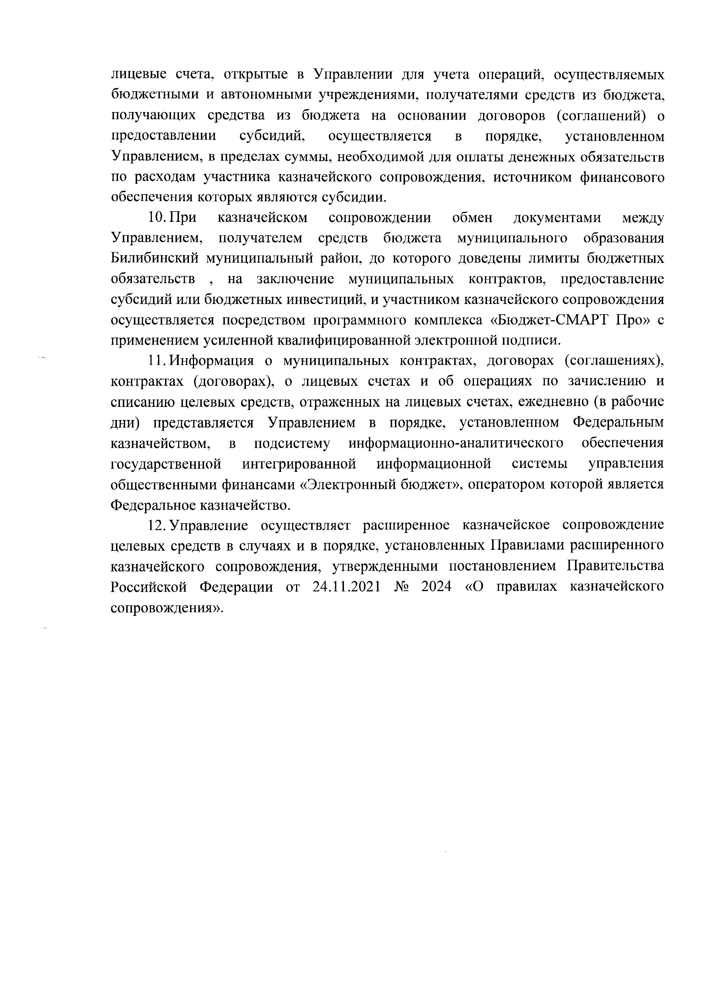 лицевые счета, открытые в Управлении для учета операций, осуществляемых
бюджетными и автономными учреждениями, получателями средств из бюджета,
получающих средства из бюджета на основании договоров (соглашений) о
предоставлении субсидий, осуществляется в порядке, установленном
Управлением, в пределах суммы, необходимой для оплаты денежных обязательств
по расходам участника казначейского сопровождения, источником финансового
обеспечения которых являются субсидии.
10. При казначейском сопровождении обмен документами между
Управлением, получателем средств бюджета муниципального образования
Билибинский муниципальный район, до которого доведены лимиты бюджетных
обязательств , на заключение муниципальных контрактов, предоставление
субсидий или бюджетных инвестиций, и участником казначейского сопровождения
осуществляется посредством программного комплекса «Бюджет-СМАРТ Про» с
применением усиленной квалифицированной электронной подписи.
11. Информация о муниципальных контрактах, договорах (соглашениях),
контрактах (договорах), о лицевых счетах и об операциях по зачислению и
списанию целевых средств, отраженных на лицевых счетах, ежедневно (в рабочие
дни) представляется Управлением в порядке, установленном Федеральным
казначейством, в подсистему информационно-аналитического обеспечения
государственной интегрированной информационной системы управления
общественными финансами «Электронный бюджет», оператором которой является
Федеральное казначейство.
12. Управление осуществляет расширенное казначейское сопровождение
целевых средств в случаях и в порядке, установленных Правилами расширенного
казначейского сопровождения, утвержденными постановлением Правительства
Российской Федерации от 24.11.2021 № 2024 «О правилах казначейского
сопровождения».